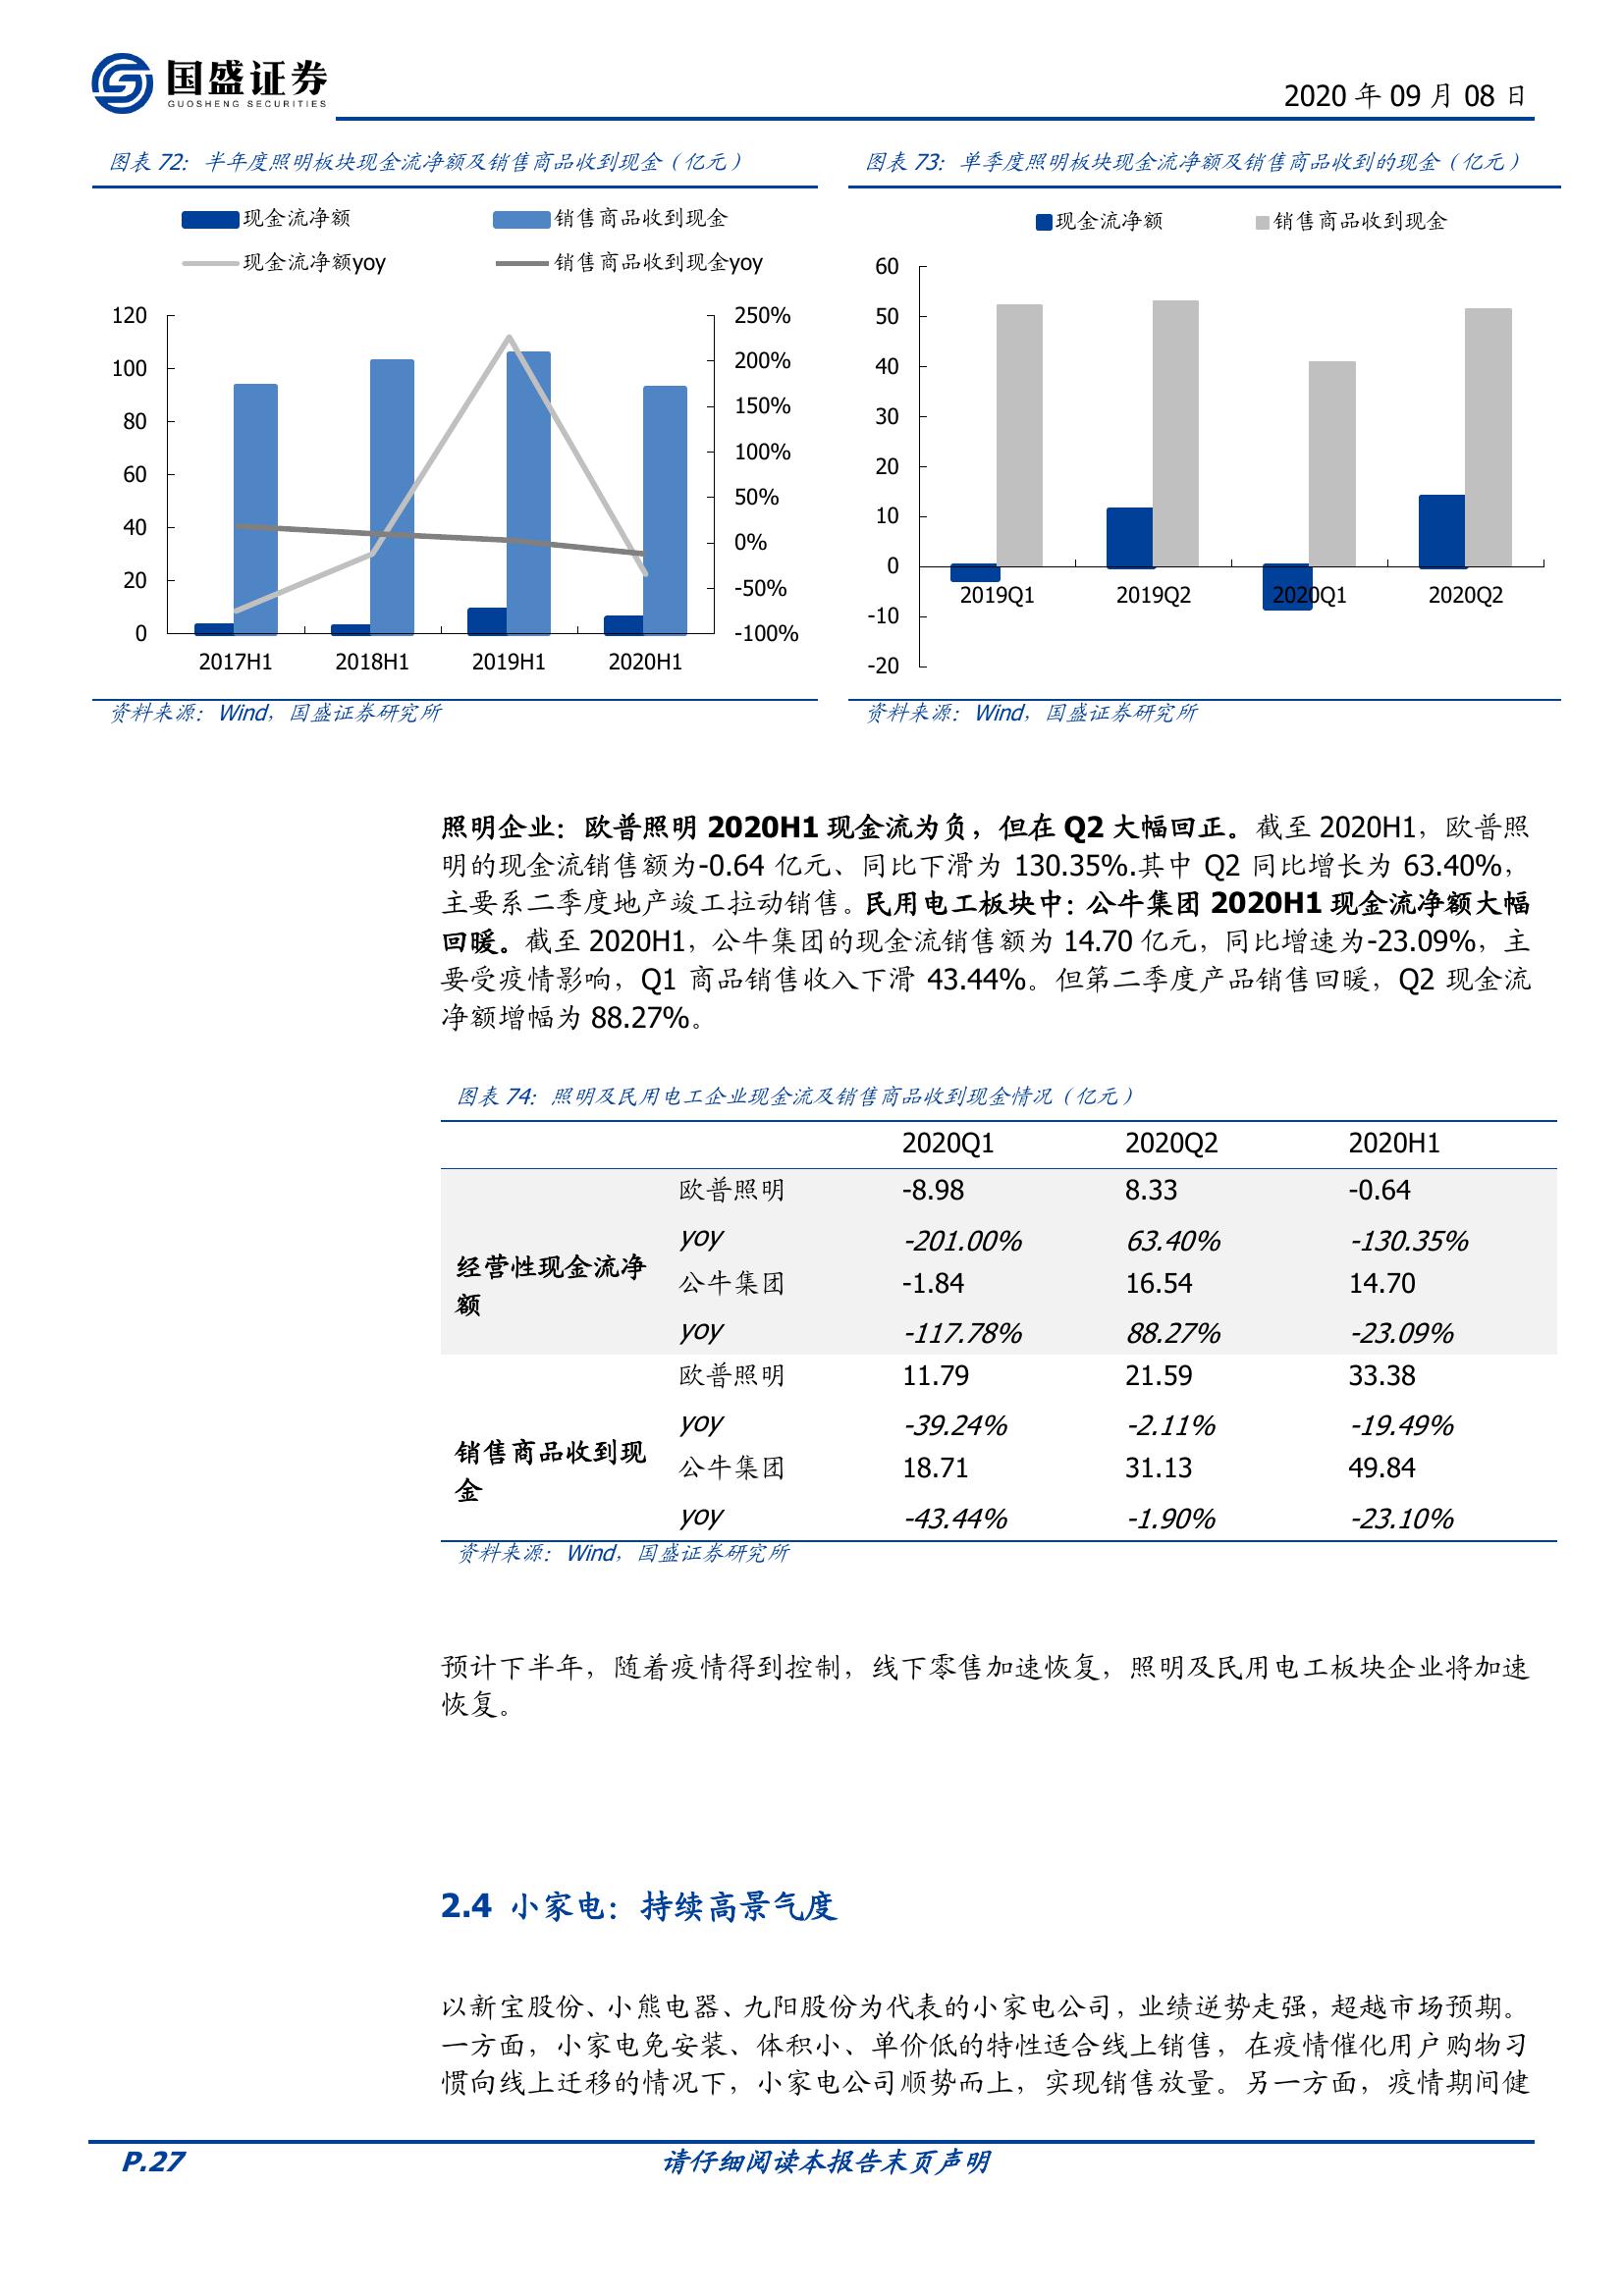 国盛证券
GUOSHENG SECURITIES
2020 年 09 月 08 日
图表 72：半年度照明板块现金流净额及销售商品收到现金（亿元）
现金流净额
销售商品收到现金
现金流净额yoy
销售商品收到现金yoy
120
100
80
60
40
20
0
250%
200%
150%
100%
50%
0%
-50%
-100%
2017H1
2018H1
2019H1
2020H1
资料来源：Wind，国盛证券研究所
图表 73：单季度照明板块现金流净额及销售商品收到的现金（亿元）
现金流净额
销售商品收到现金
60
50
40
30
20
10
0
-10
-20
2019Q1
2019Q2
2020Q1
2020Q2
资料来源：Wind，国盛证券研究所
照明企业：欧普照明 2020H1 现金流为负，但在 Q2 大幅回正。截至 2020H1，欧普照
明的现金流销售额为-0.64 亿元、同比下滑为 130.35%.其中 Q2 同比增长为 63.40%，
主要系二季度地产竣工拉动销售。民用电工板块中：公牛集团 2020H1 现金流净额大幅
回暖。截至 2020H1，公牛集团的现金流销售额为 14.70 亿元，同比增速为-23.09%，主
要受疫情影响，Q1 商品销售收入下滑 43.44%。但第二季度产品销售回暖，Q2 现金流
净额增幅为 88.27%。
图表 74：照明及民用电工企业现金流及销售商品收到现金情况（亿元）
2020Q1 2020Q2 2020H1
经营性现金流净
额
欧普照明 -8.98 8.33 -0.64
yoy -201.00% 63.40% -130.35%
公牛集团 -1.84 16.54 14.70
yoy -117.78% 88.27% -23.09%
销售商品收到现
金
欧普照明 11.79 21.59 33.38
yoy -39.24% -2.11% -19.49%
公牛集团 18.71 31.13 49.84
yoy -43.44% -1.90% -23.10%
资料来源：Wind，国盛证券研究所
预计下半年，随着疫情得到控制，线下零售加速恢复，照明及民用电工板块企业将加速
恢复。
2.4 小家电：持续高景气度
以新宝股份、小熊电器、九阳股份为代表的小家电公司，业绩逆势走强，超越市场预期。
一方面，小家电免安装、体积小、单价低的特性适合线上销售，在疫情催化用户购物习
惯向线上迁移的情况下，小家电公司顺势而上，实现销售放量。另一方面，疫情期间健
P.27
请仔细阅读本报告末页声明